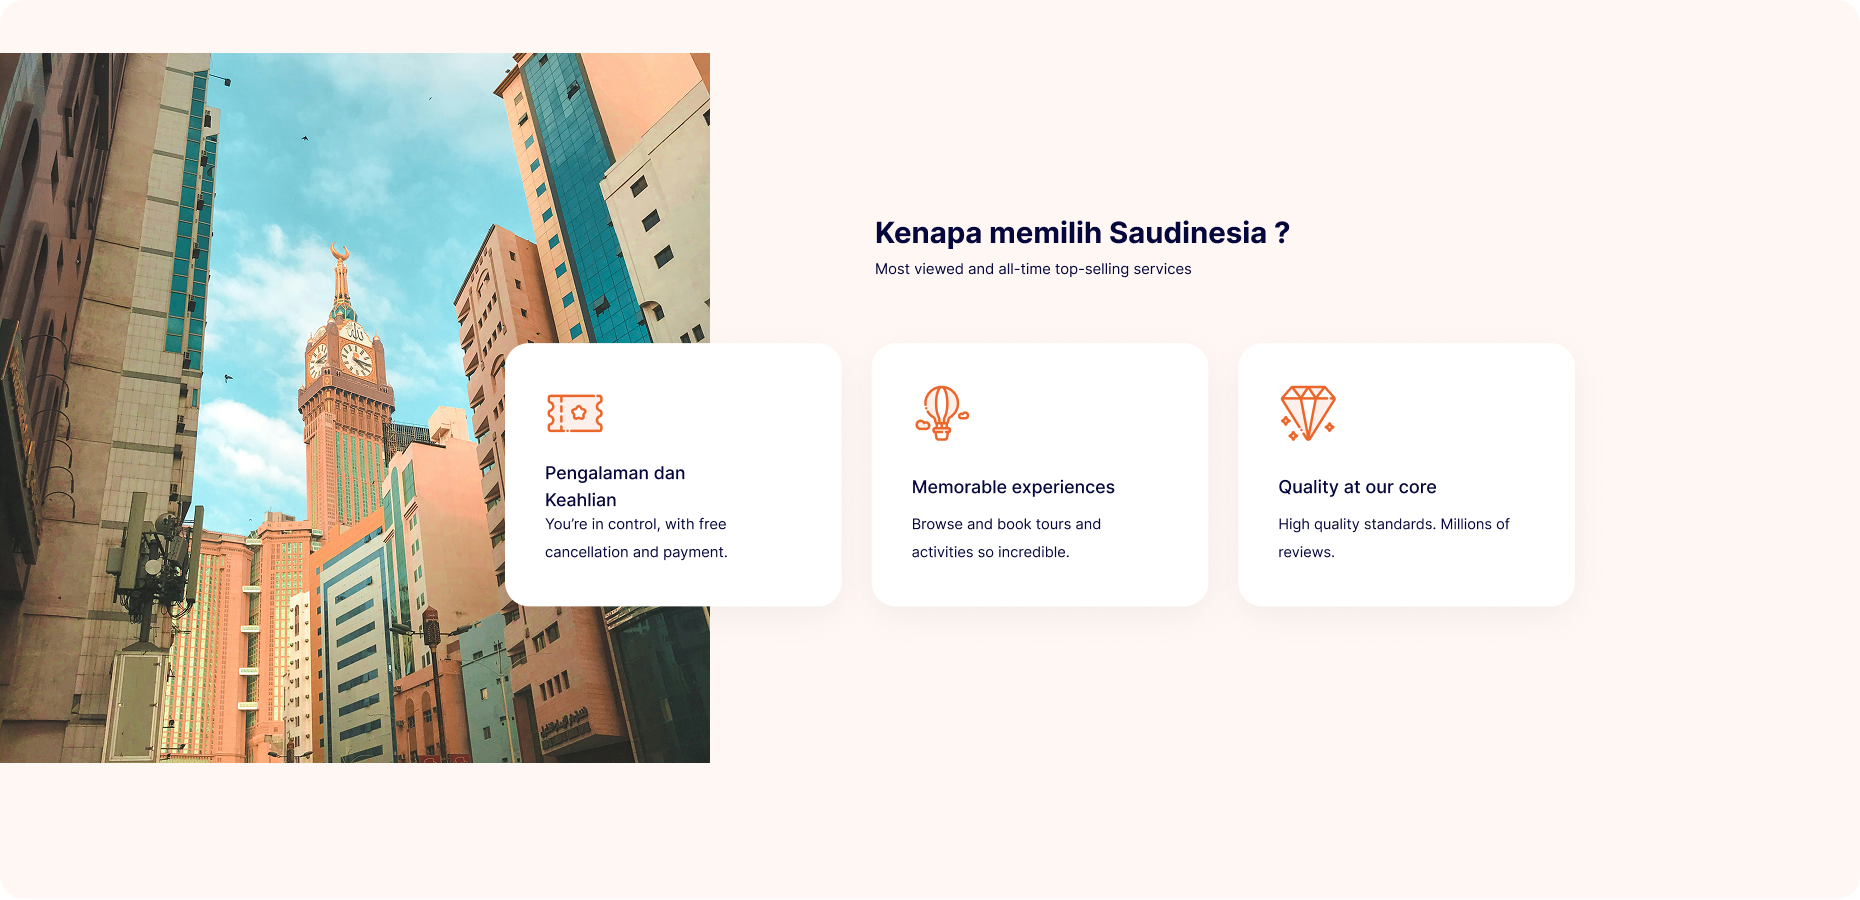 Kenapa memilih Saudinesia ?
Most viewed and all-time top-selling services
Pengalaman dan
Keahlian
You’re in control, with free
cancellation and payment.
Memorable experiences
Browse and book tours and
activities so incredible.
Quality at our core
High quality standards. Millions of
reviews.